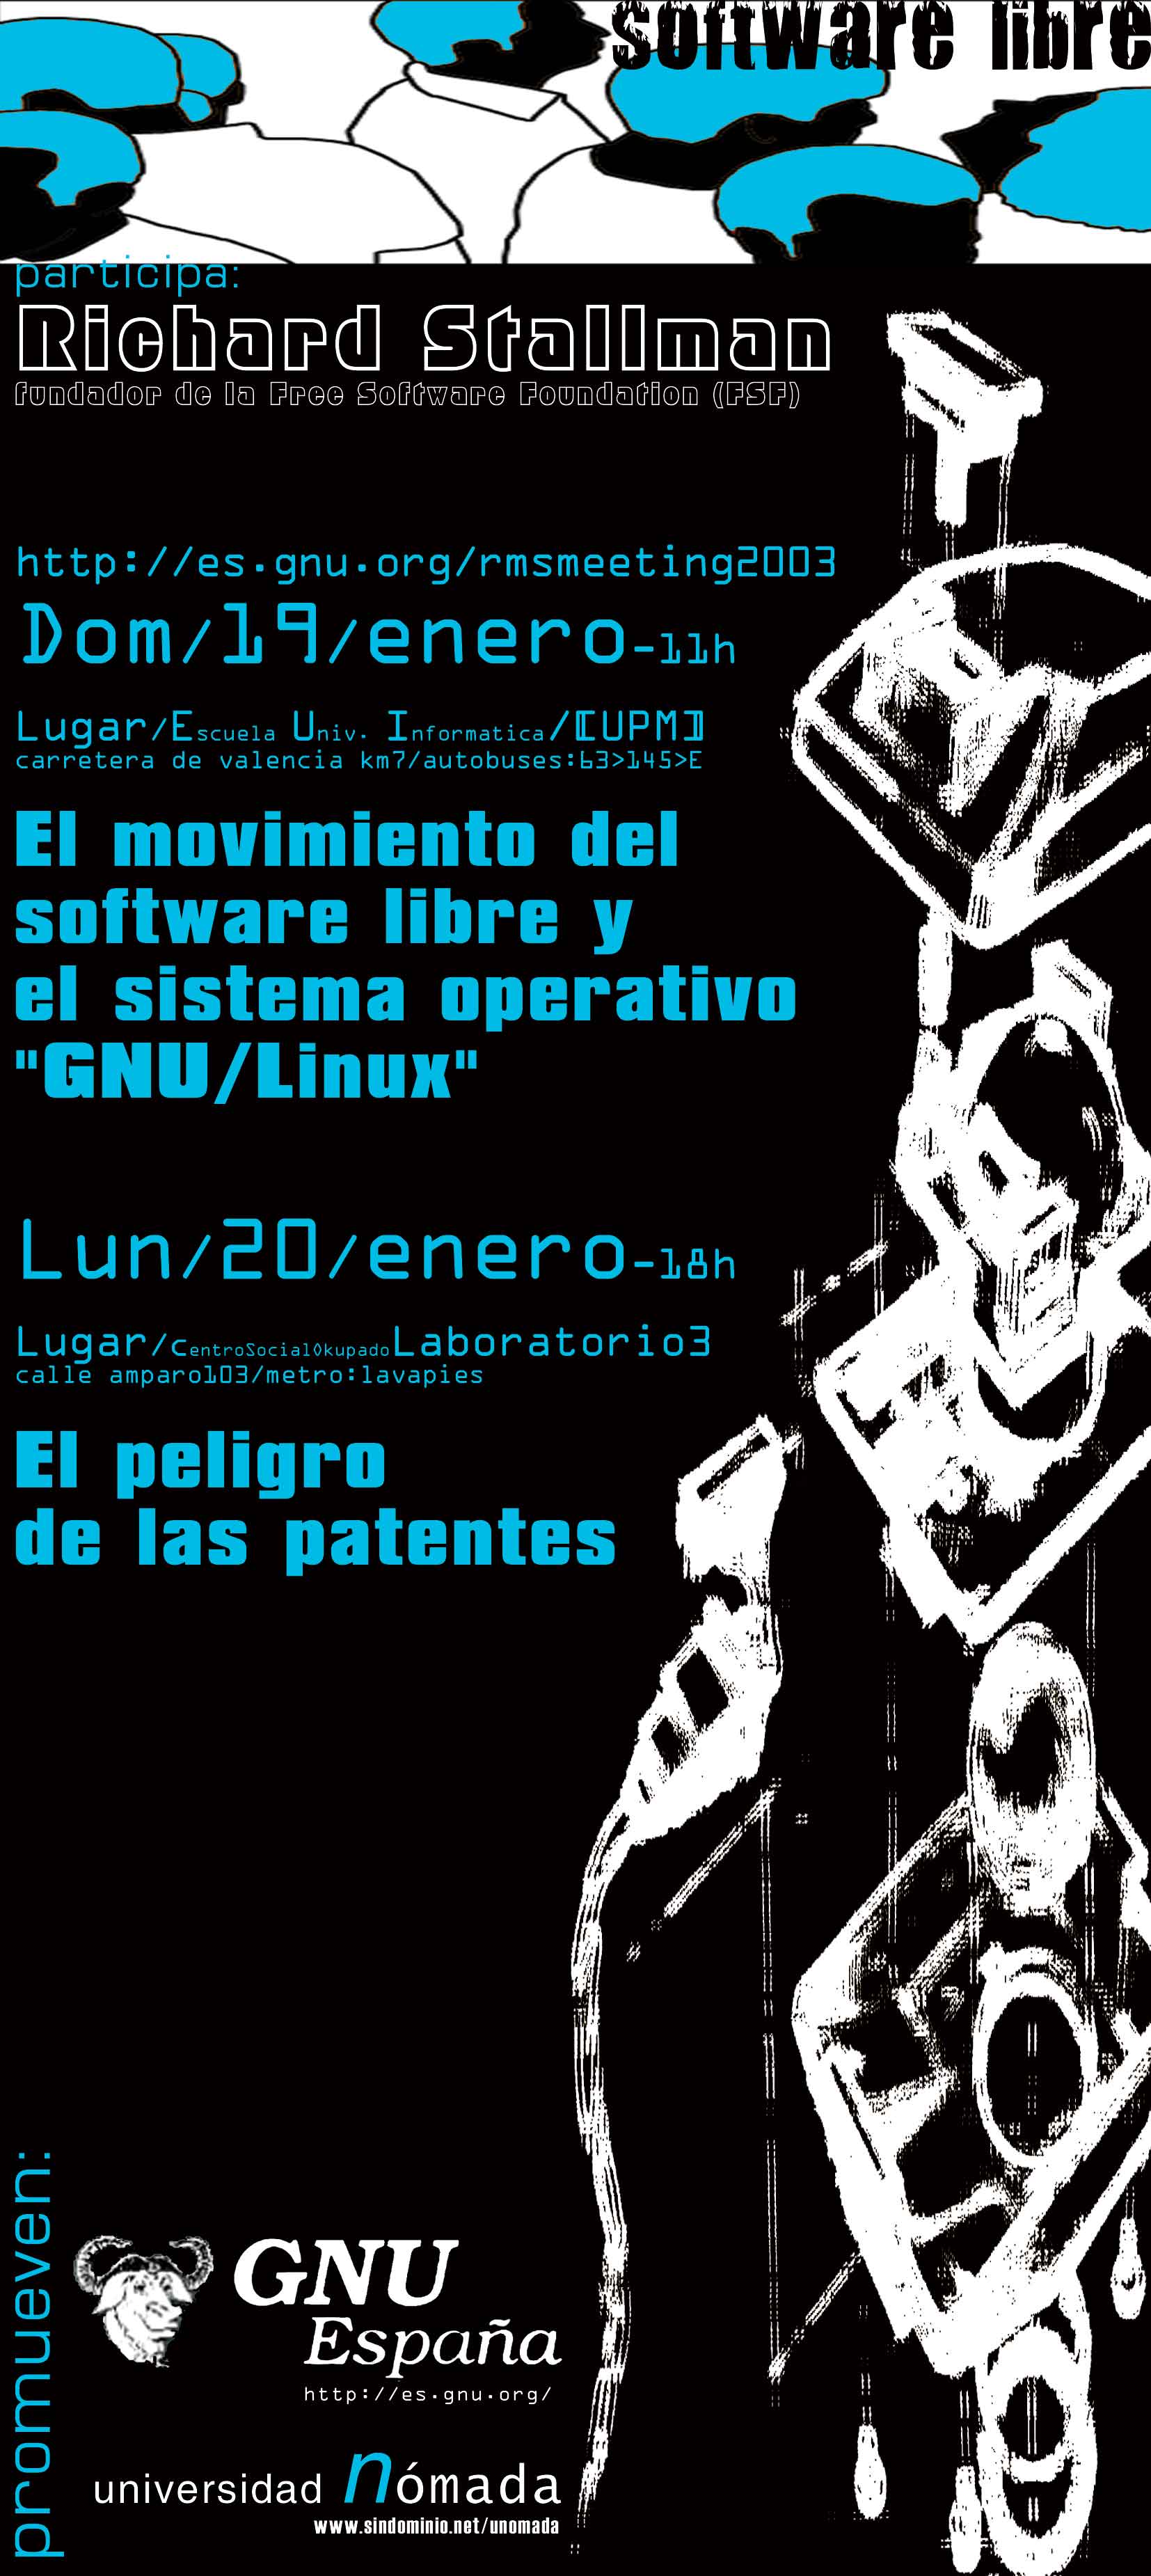 software libre
participa:
Richard Stallman
fundador de la Free Software Foundation (FSF)
http://es.gnu.org/rmsmeeting2003
Dom/19/enero-11h
Lugar/Escuela Univ. Informatica/[UPM]
carretera de valencia km7/autobuses:63>145>E
El movimiento del
software libre y
el sistema operativo
"GNU/Linux"
Lun/20/enero-18h
Lugar/CentroSocialOkupadoLaboratorio3
calle amparo103/metro:lavapies
El peligro
de las patentes
promueven:
GNU
España
http://es.gnu.org/
universidad nómada
www.sindominio.net/unomada